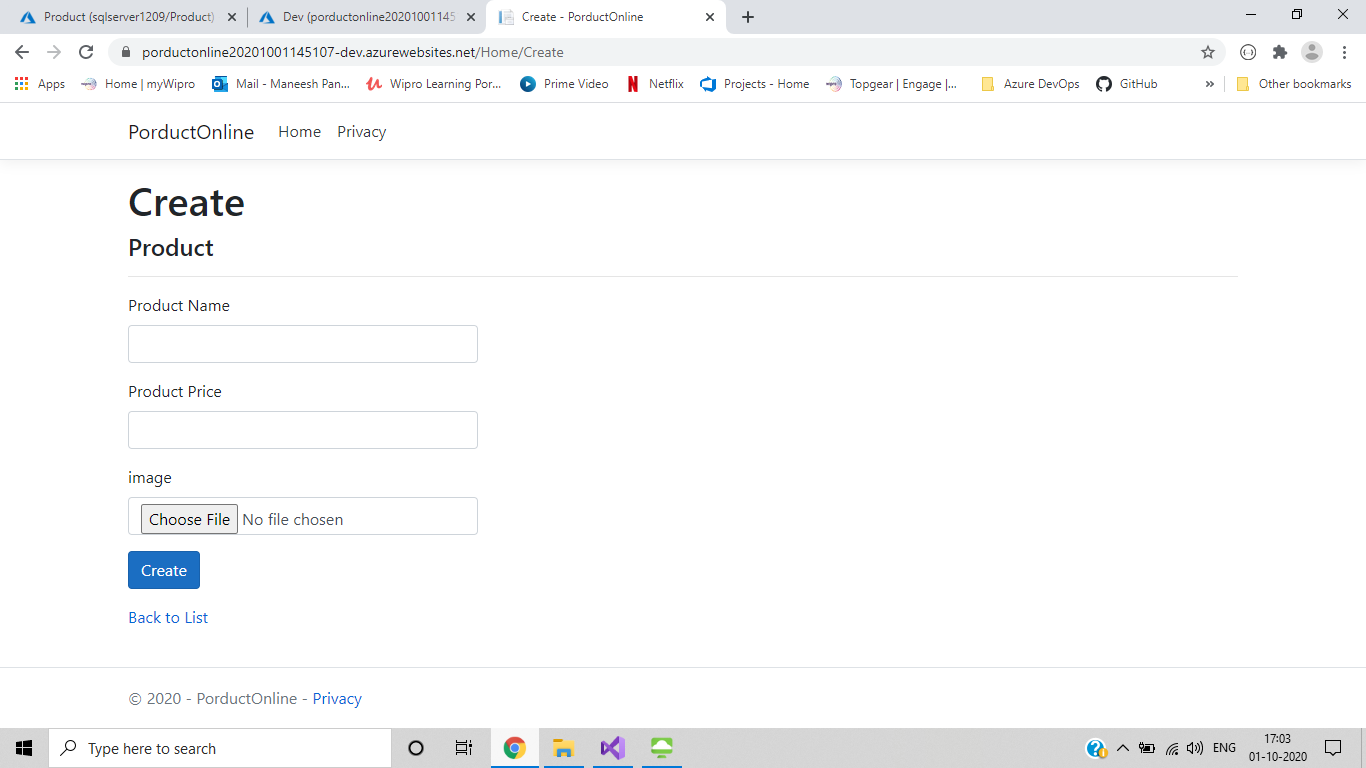 Product (sqlserver1209/Product)
Dev (porductonline20201001145
Create - PorductOnline
porductonline20201001145107-dev.azurewebsites.net/Home/Create
Apps Home | myWipro Mail - Maneesh Pan... Wipro Learning Por... Prime Video Netflix Projects - Home Topgear | Engage |... Azure DevOps GitHub » Other bookmarks
PorductOnline Home Privacy
Create
Product
Product Name
Product Price
image
Choose File No file chosen
Create
Back to List
© 2020 - PorductOnline - Privacy
Type here to search
ENG
17:03
01-10-2020